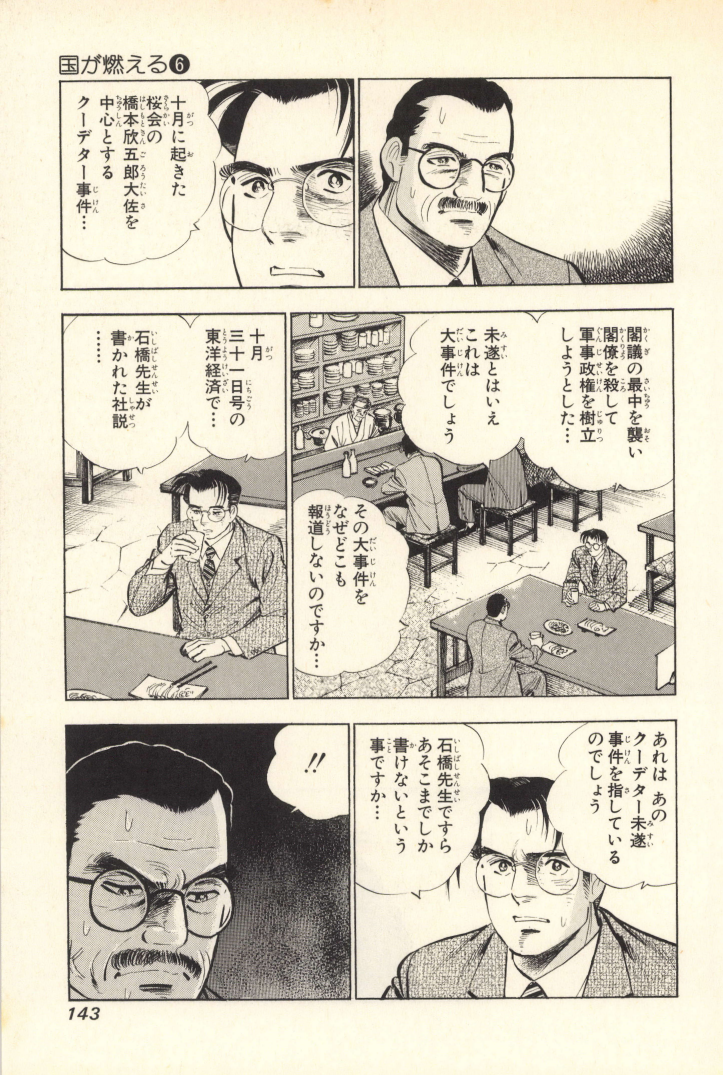 国が燃える❻
十月に起きた
桜会の
橋本欣五郎大佐を
中心とする
クーデター事件…
閣議の最中を襲い
閣僚を殺して
軍事政権を樹立
しようとした…
未遂とはいえ
これは
大事件でしょう
その大事件を
なぜどこも
報道しないのですか…
十月
三十一日号の
東洋経済で…
石橋先生が
書かれた社説
……
あれは あの
クーデター未遂
事件を指している
のでしょう
石橋先生ですら
あそこまでしか
書けないという
事ですか…
!!
143